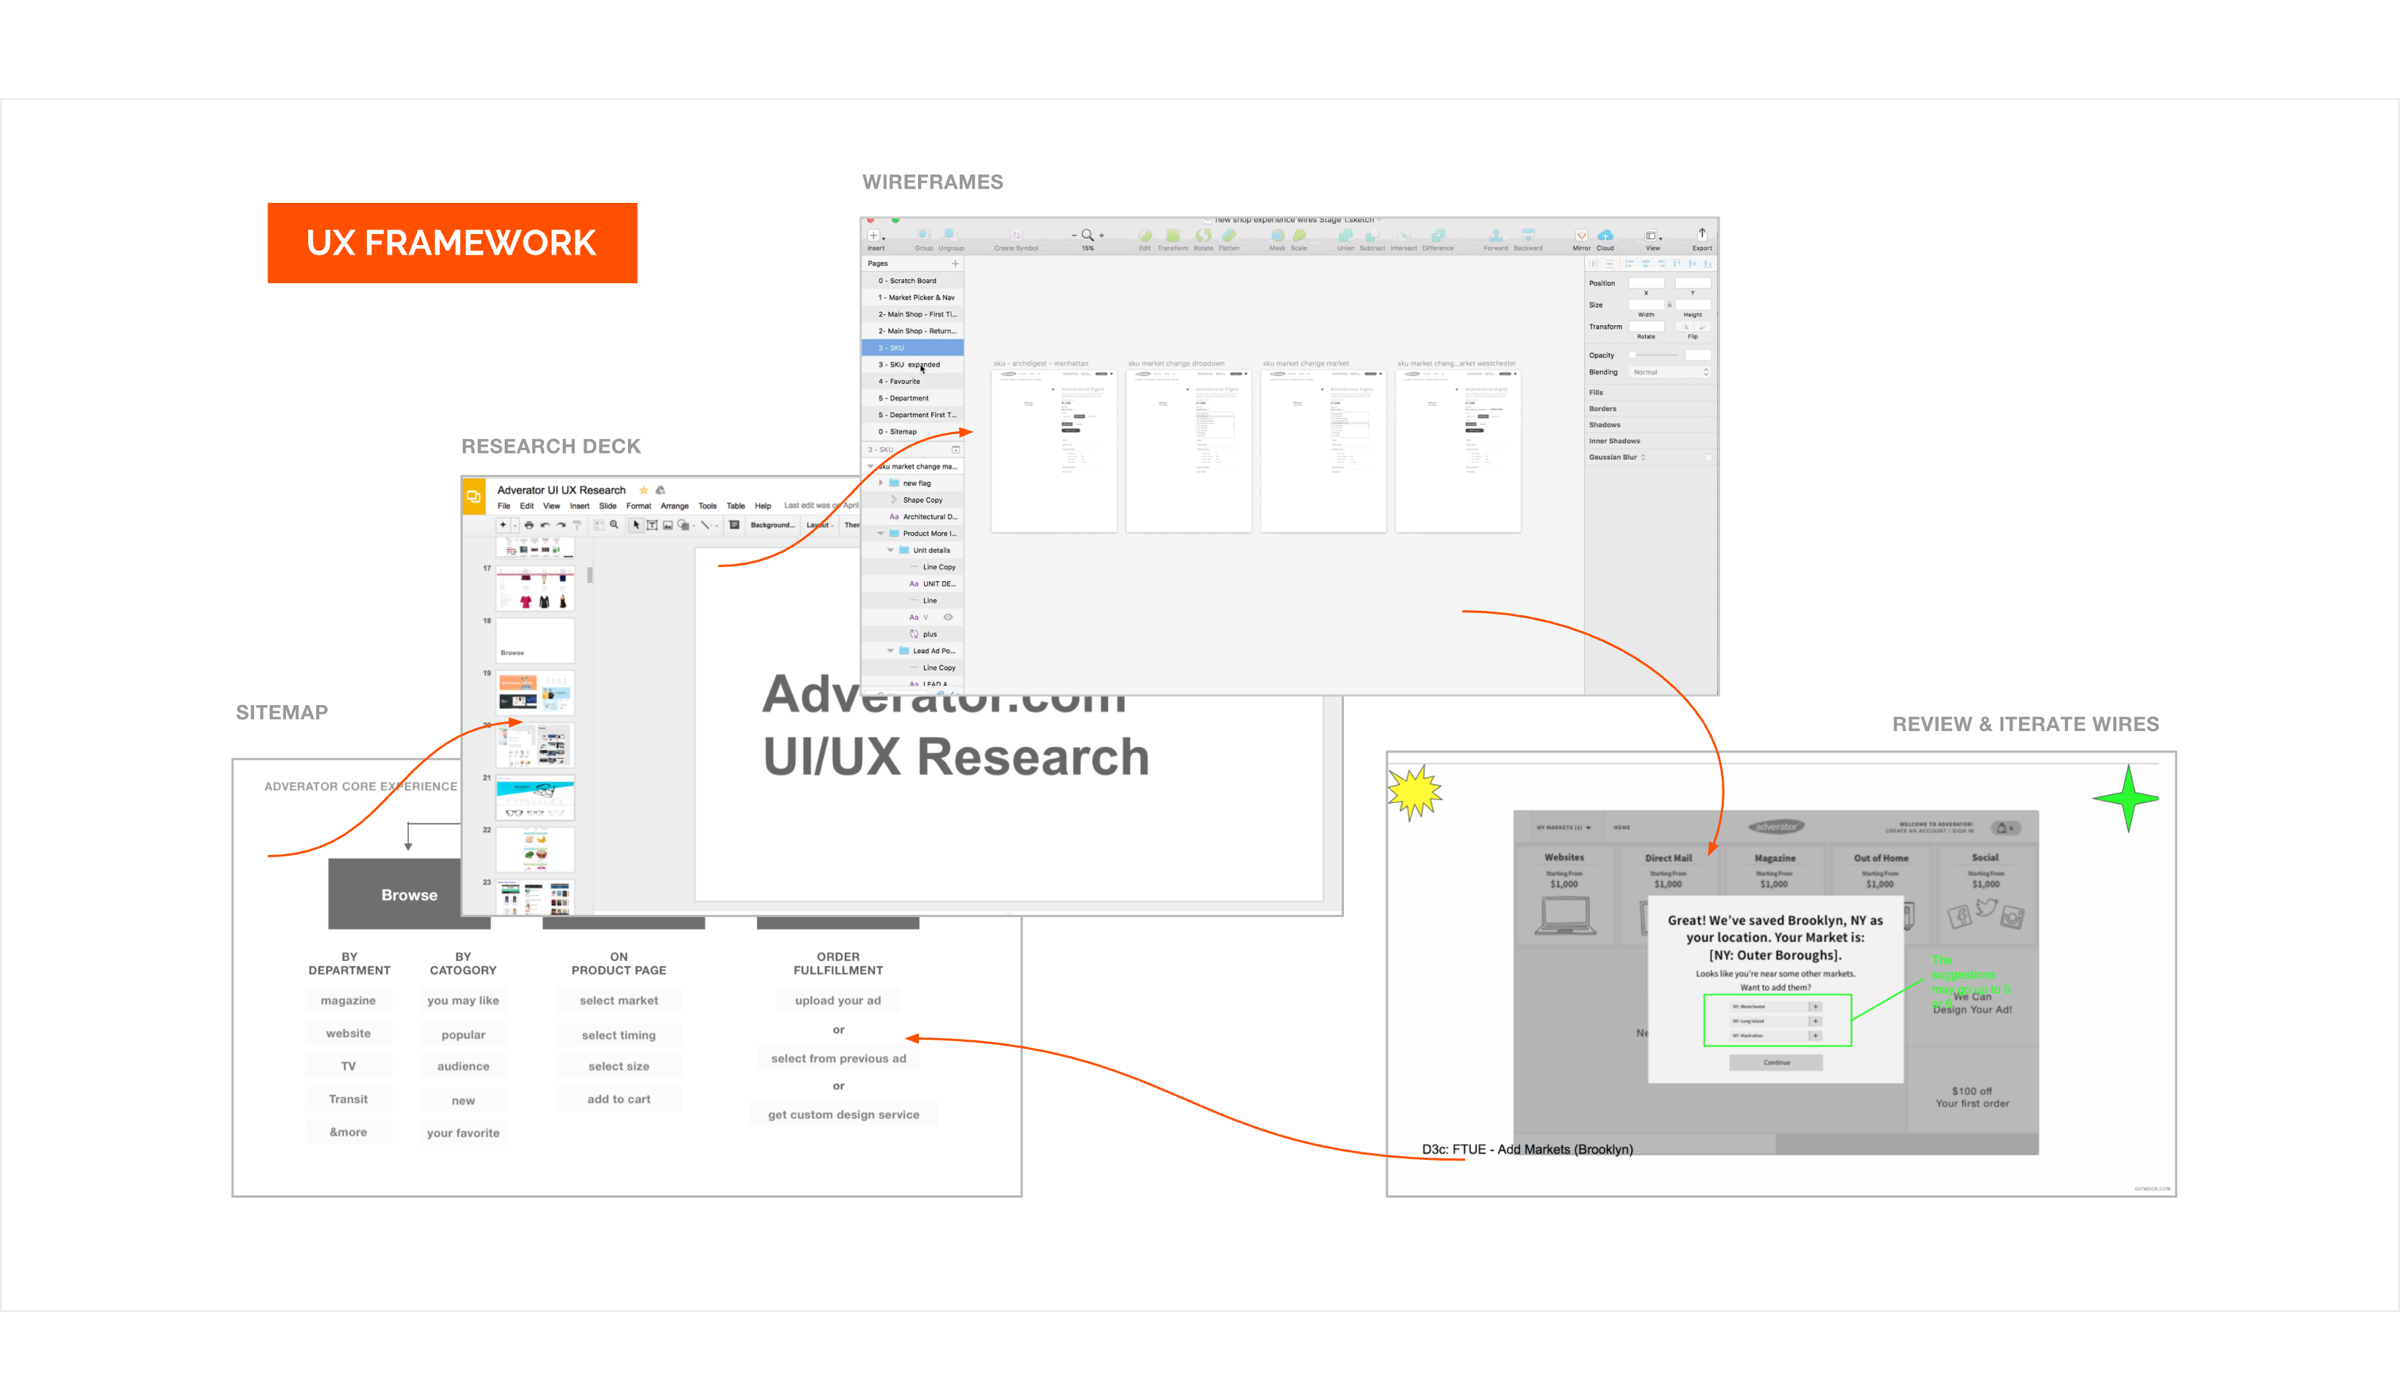 WIREFRAMES
UX FRAMEWORK
new shop experience wires Stage 1.sketch
Insert
Group
Ungroup
Create Symbol
15%
Edit
Transform
Rotate
Flatten
Mask
Scale
Union
Subtract
Intersect
Difference
Forward
Backward
Mirror
Cloud
View
Export
Pages
0 - Scratch Board
1 - Market Picker & Nav
2- Main Shop - First Ti...
2- Main Shop - Return...
3 - SKU
3 - SKU expanded
4 - Favourite
5 - Department
5 - Department First T...
0 - Sitemap
3 - SKU
sku market change ma...
new flag
Shape Copy
Aa Architectural D...
Product More I...
Unit details
Line Copy
Aa UNIT DE...
Line
Aa V
plus
Lead Ad Po...
Line Copy
Aa LEAD A
sku - archdigest - manhattan
sku market change dropdown
sku market change market
sku market chang...arket westchester
Architectural Digest
Architectural Digest
Architectural Digest
Architectural Digest
Position
X
Y
Size
Width
Height
Transform
Rotate
Flip
Opacity
Blending
Normal
Fills
Borders
Shadows
Inner Shadows
Gaussian Blur
RESEARCH DECK
Adverator UI UX Research
File
Edit
View
Insert
Slide
Format
Arrange
Tools
Table
Help
Last edit was on April
Background...
Layout
Then
17
18
Browse
19
20
21
22
23
Adverator.com
UI/UX Research
SITEMAP
ADVERATOR CORE EXPERIENCE
Browse
BY
DEPARTMENT
magazine
website
TV
Transit
&more
BY
CATOGORY
you may like
popular
audience
new
your favorite
ON
PRODUCT PAGE
select market
select timing
select size
add to cart
ORDER
FULLFILLMENT
upload your ad
or
select from previous ad
or
get custom design service
REVIEW & ITERATE WIRES
MY MARKETS (3)
HOME
adverator
WELCOME TO ADVERATOR!
CREATE AN ACCOUNT / SIGN IN
Websites
Starting From
$1,000
Direct Mail
Starting From
$1,000
Magazine
Starting From
$1,000
Out of Home
Starting From
$1,000
Social
Starting From
$1,000
Great! We've saved Brooklyn, NY as
your location. Your Market is:
[NY: Outer Boroughs].
Looks like you're near some other markets.
Want to add them?
NY: Westchester +
NY: Long Island +
NY: Manhattan +
Continue
Ne
The
suggestions
may go up to 5
or 6
We Can
Design Your Ad!
$100 off
Your first order
D3c: FTUE - Add Markets (Brooklyn)
GIFMOCK.COM